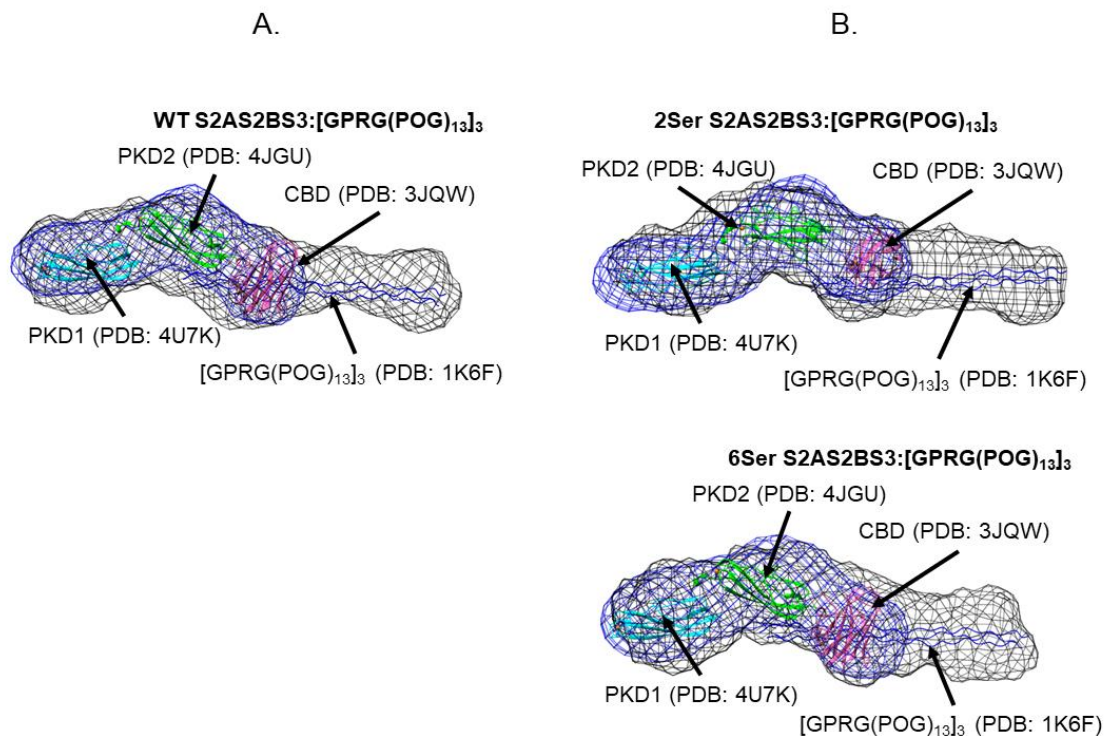 A.
WT S2AS2BS3:[GPRG(POG)₁₃]₃
PKD2 (PDB: 4JGU)
CBD (PDB: 3JQW)
PKD1 (PDB: 4U7K)
[GPRG(POG)₁₃]₃ (PDB: 1K6F)
B.
2Ser S2AS2BS3:[GPRG(POG)₁₃]₃
PKD2 (PDB: 4JGU)
CBD (PDB: 3JQW)
PKD1 (PDB: 4U7K)
[GPRG(POG)₁₃]₃ (PDB: 1K6F)
6Ser S2AS2BS3:[GPRG(POG)₁₃]₃
PKD2 (PDB: 4JGU)
CBD (PDB: 3JQW)
PKD1 (PDB: 4U7K)
[GPRG(POG)₁₃]₃ (PDB: 1K6F)